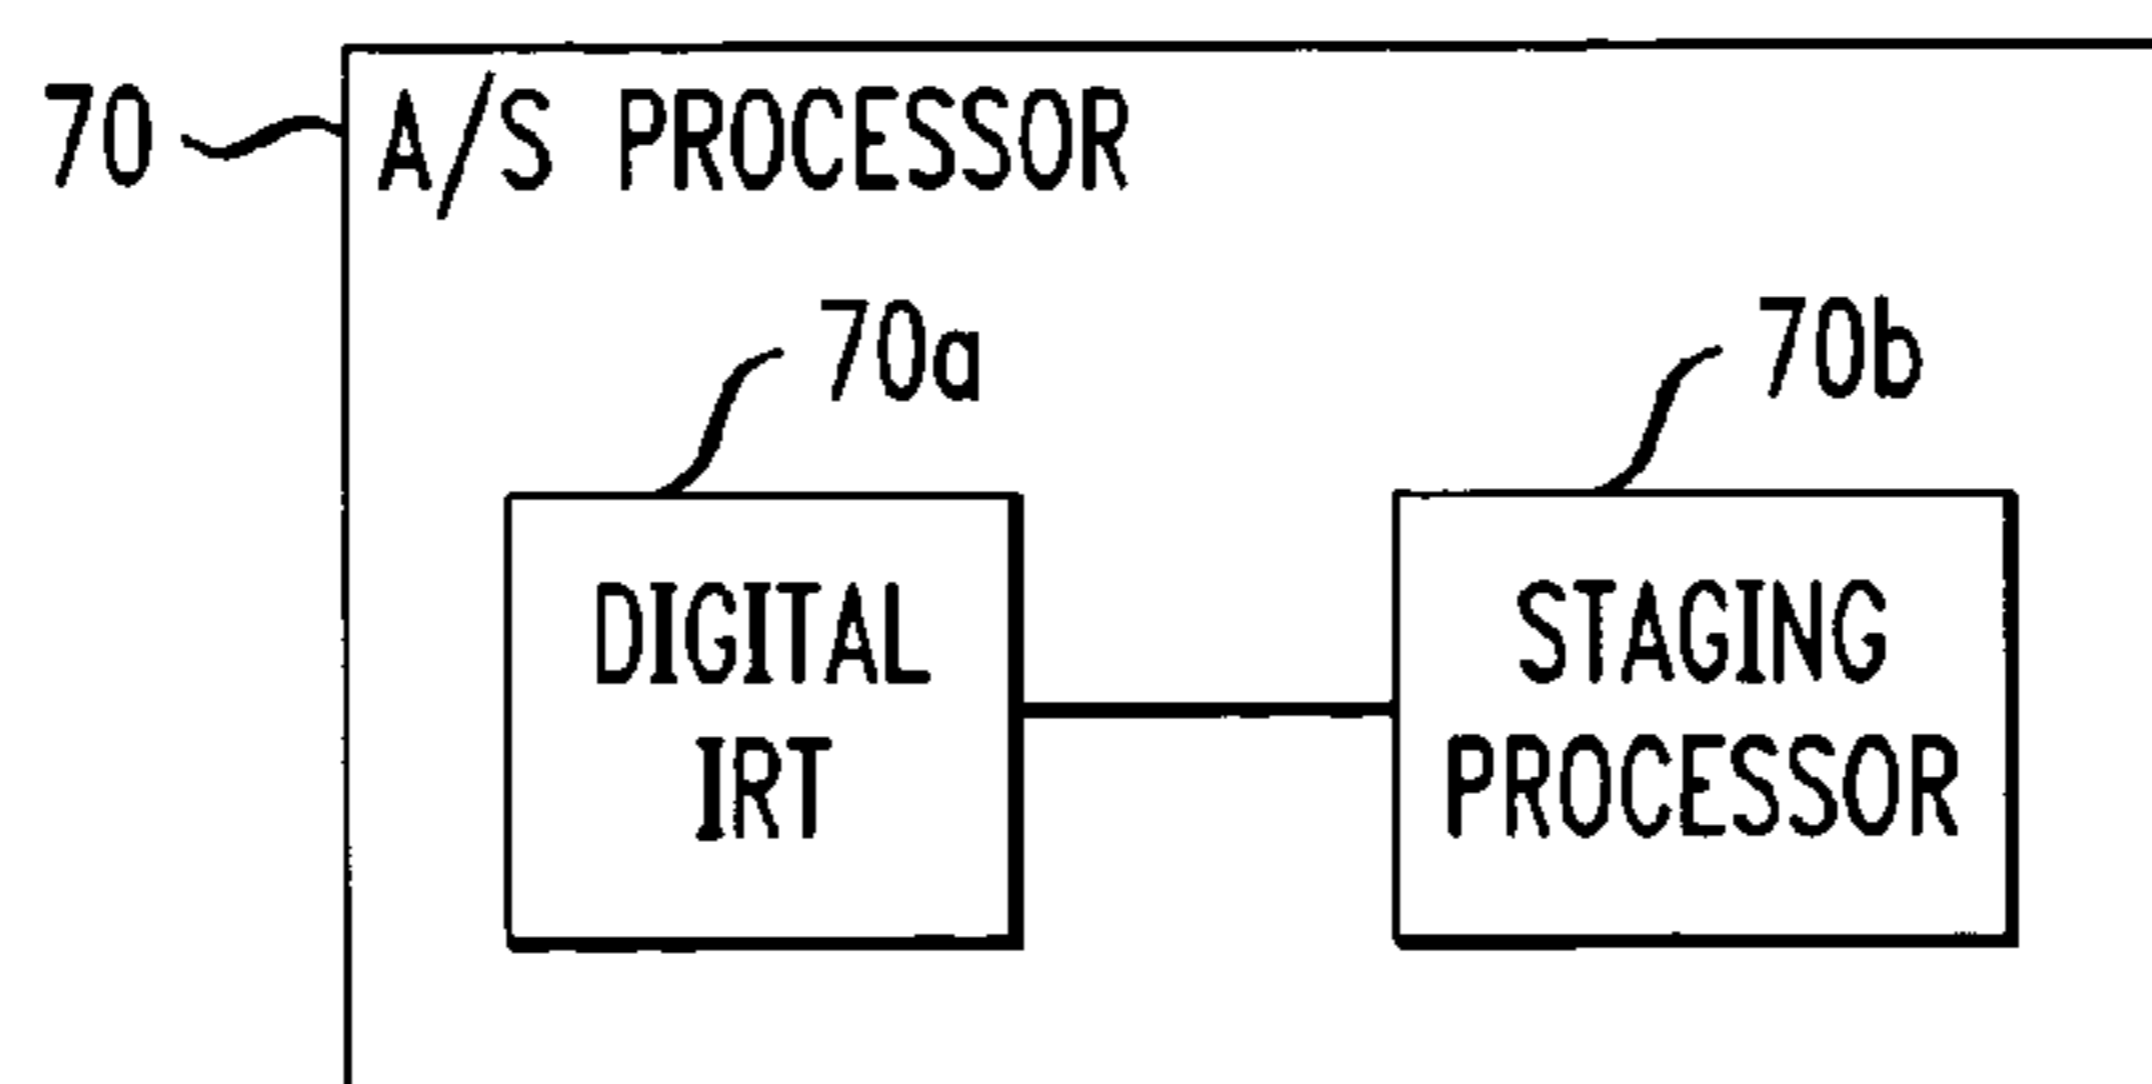 70 A/S PROCESSOR
70a 70b
DIGITAL
IRT
STAGING
PROCESSOR